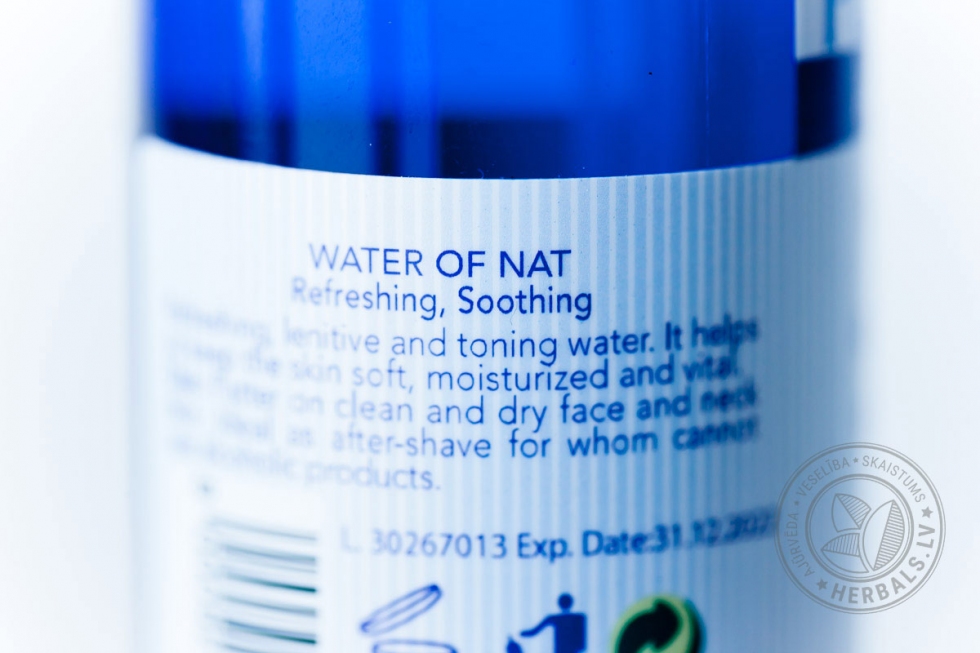 WATER OF NAT
Refreshing, Soothing
lenitive and toning water. It helps
the skin soft, moisturized and vital.
on clean and dry face and neck
as after-shave for whom cannot
products.
L. 30267013 Exp. Date:31.12.
AJŪRVĒDA • VESELĪBA • SKAISTUMS
HERBALS.LV